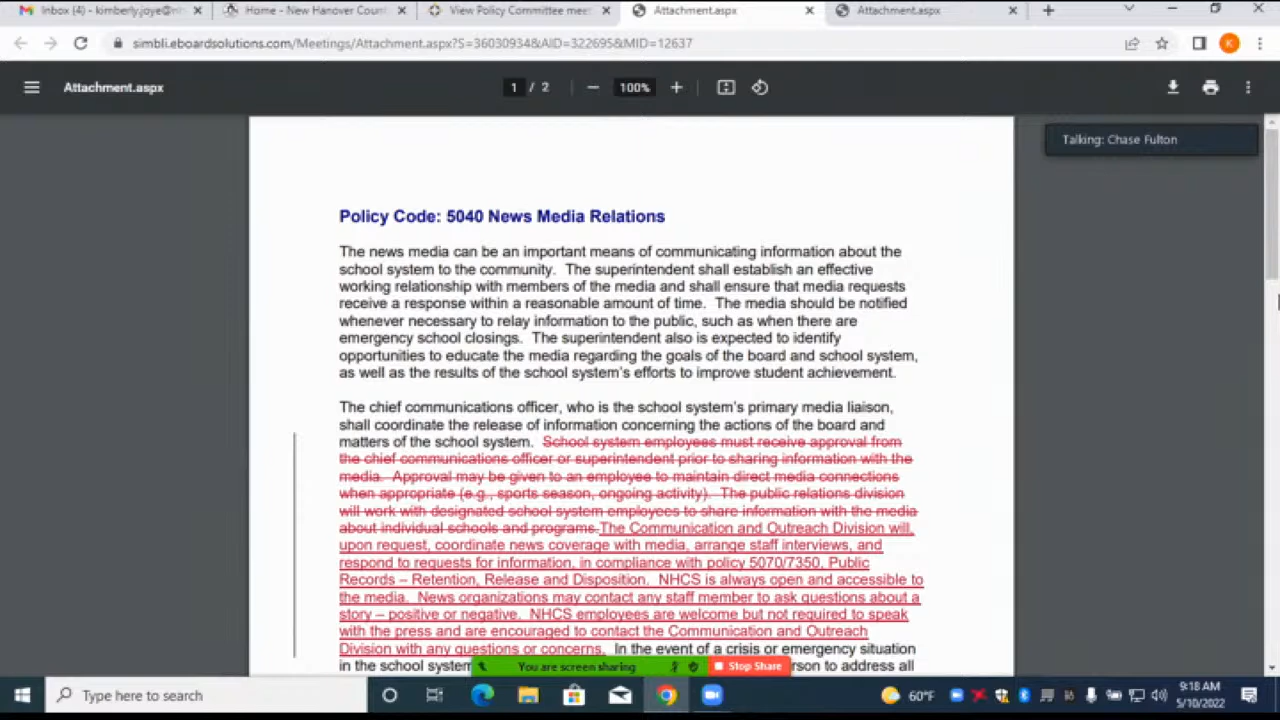 Inbox (4) - kimberly.joye@n
Home - New Hanover Coun
View Policy Committee mee
Attachment.aspx
Attachment.aspx
simbli.eboardsolutions.com/Meetings/Attachment.aspx?S=36030934&AID=322695&MID=12637
K
Attachment.aspx
1 / 2
100%
Talking: Chase Fulton
Policy Code: 5040 News Media Relations
The news media can be an important means of communicating information about the
school system to the community. The superintendent shall establish an effective
working relationship with members of the media and shall ensure that media requests
receive a response within a reasonable amount of time. The media should be notified
whenever necessary to relay information to the public, such as when there are
emergency school closings. The superintendent also is expected to identify
opportunities to educate the media regarding the goals of the board and school system,
as well as the results of the school system's efforts to improve student achievement.
The chief communications officer, who is the school system's primary media liaison,
shall coordinate the release of information concerning the actions of the board and
matters of the school system. School system employees must receive approval from
the chief communications officer or superintendent prior to sharing information with the
media. Approval may be given to an employee to maintain direct media connections
when appropriate (e.g., sports season, ongoing activity). The public relations division
will work with designated school system employees to share information with the media
about individual schools and programs.The Communication and Outreach Division will,
upon request, coordinate news coverage with media, arrange staff interviews, and
respond to requests for information, in compliance with policy 5070/7350, Public
Records – Retention, Release and Disposition. NHCS is always open and accessible to
the media. News organizations may contact any staff member to ask questions about a
story – positive or negative. NHCS employees are welcome but not required to speak
with the press and are encouraged to contact the Communication and Outreach
Division with any questions or concerns. In the event of a crisis or emergency situation
in the school system
You are screen sharing
Stop Share
rson to address all
Type here to search
60°F
9:18 AM
5/10/2022